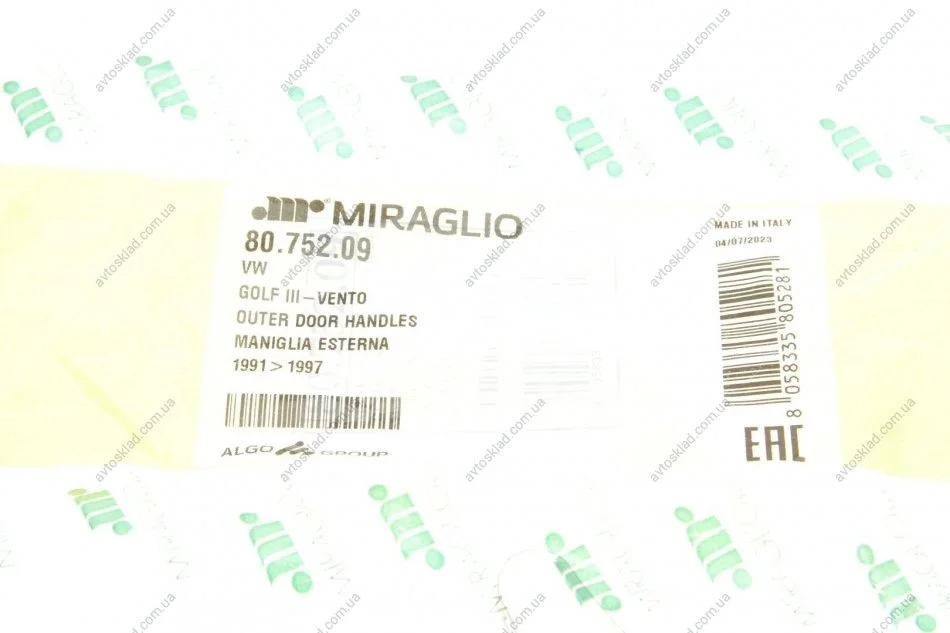 MIRAGLIO
80.752.09
VW
GOLF III – VENTO
OUTER DOOR HANDLES
MANIGLIA ESTERNA
1991 > 1997
ALGO GROUP
MADE IN ITALY
04/07/2023
8 058335 805281
EAC
avtosklad.com.ua